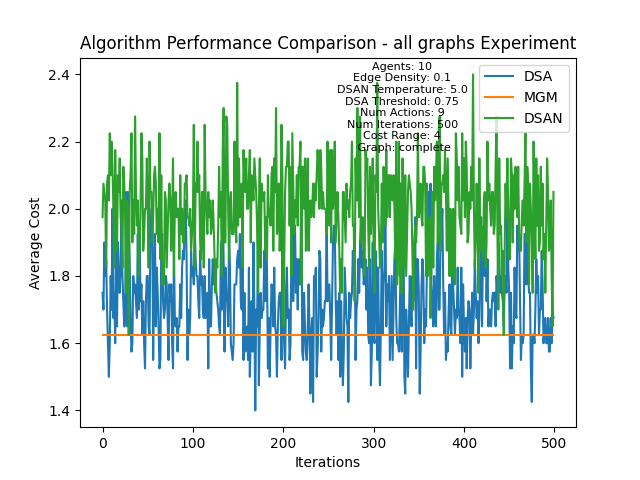 Algorithm Performance Comparison - all graphs Experiment
Agents: 10
Edge Density: 0.1
DSAN Temperature: 5.0
DSA Threshold: 0.75
Num Actions: 9
Num Iterations: 500
Cost Range: 4
Graph: complete
DSA
MGM
DSAN
Average Cost
2.4
2.2
2.0
1.8
1.6
1.4
0
100
200
300
400
500
Iterations